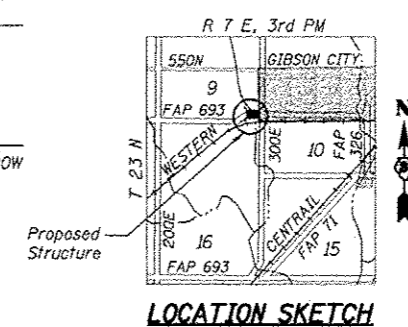 R 7 E, 3rd PM
550N
GIBSON CITY
9
FAP 693
OW
T 23 N
WESTERN
300E
10
FAP 326
N
200E
CENTRAIL
FAP 71
Proposed
Structure
16
15
FAP 693
LOCATION SKETCH